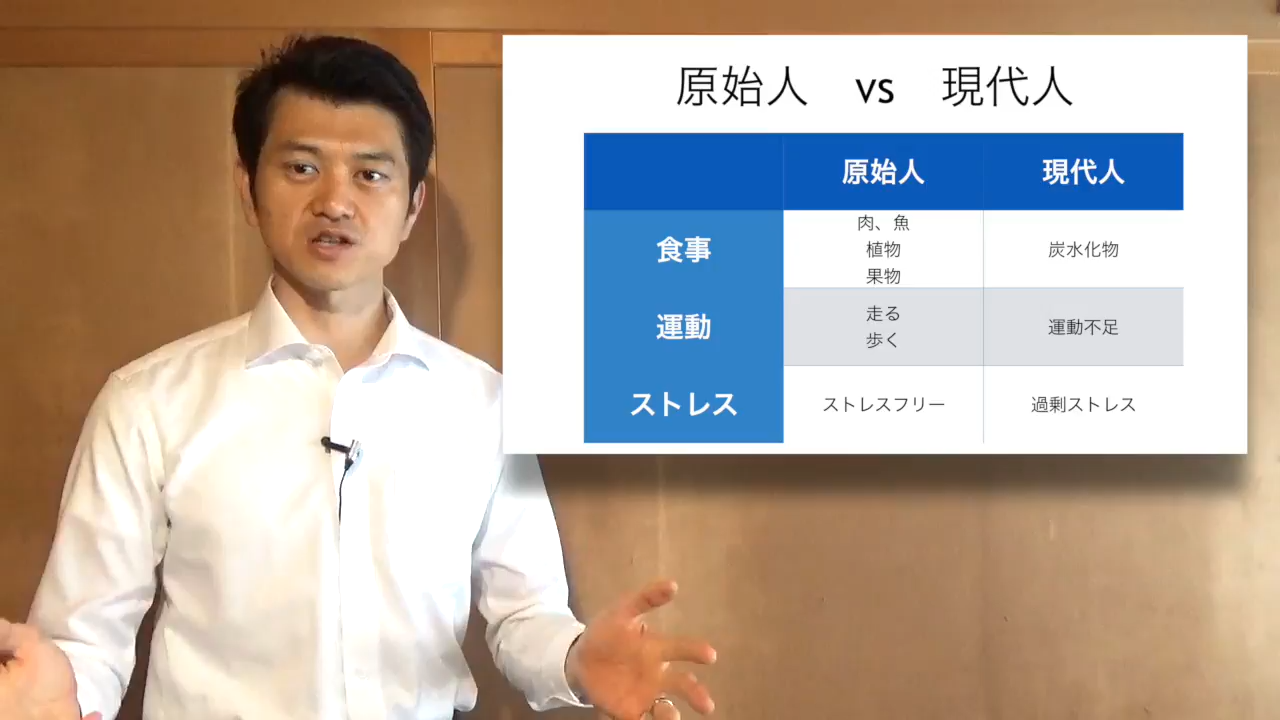 原始人 vs 現代人
原始人 現代人
食事
肉、魚
植物
果物
炭水化物
運動
走る
歩く
運動不足
ストレス
ストレスフリー
過剰ストレス